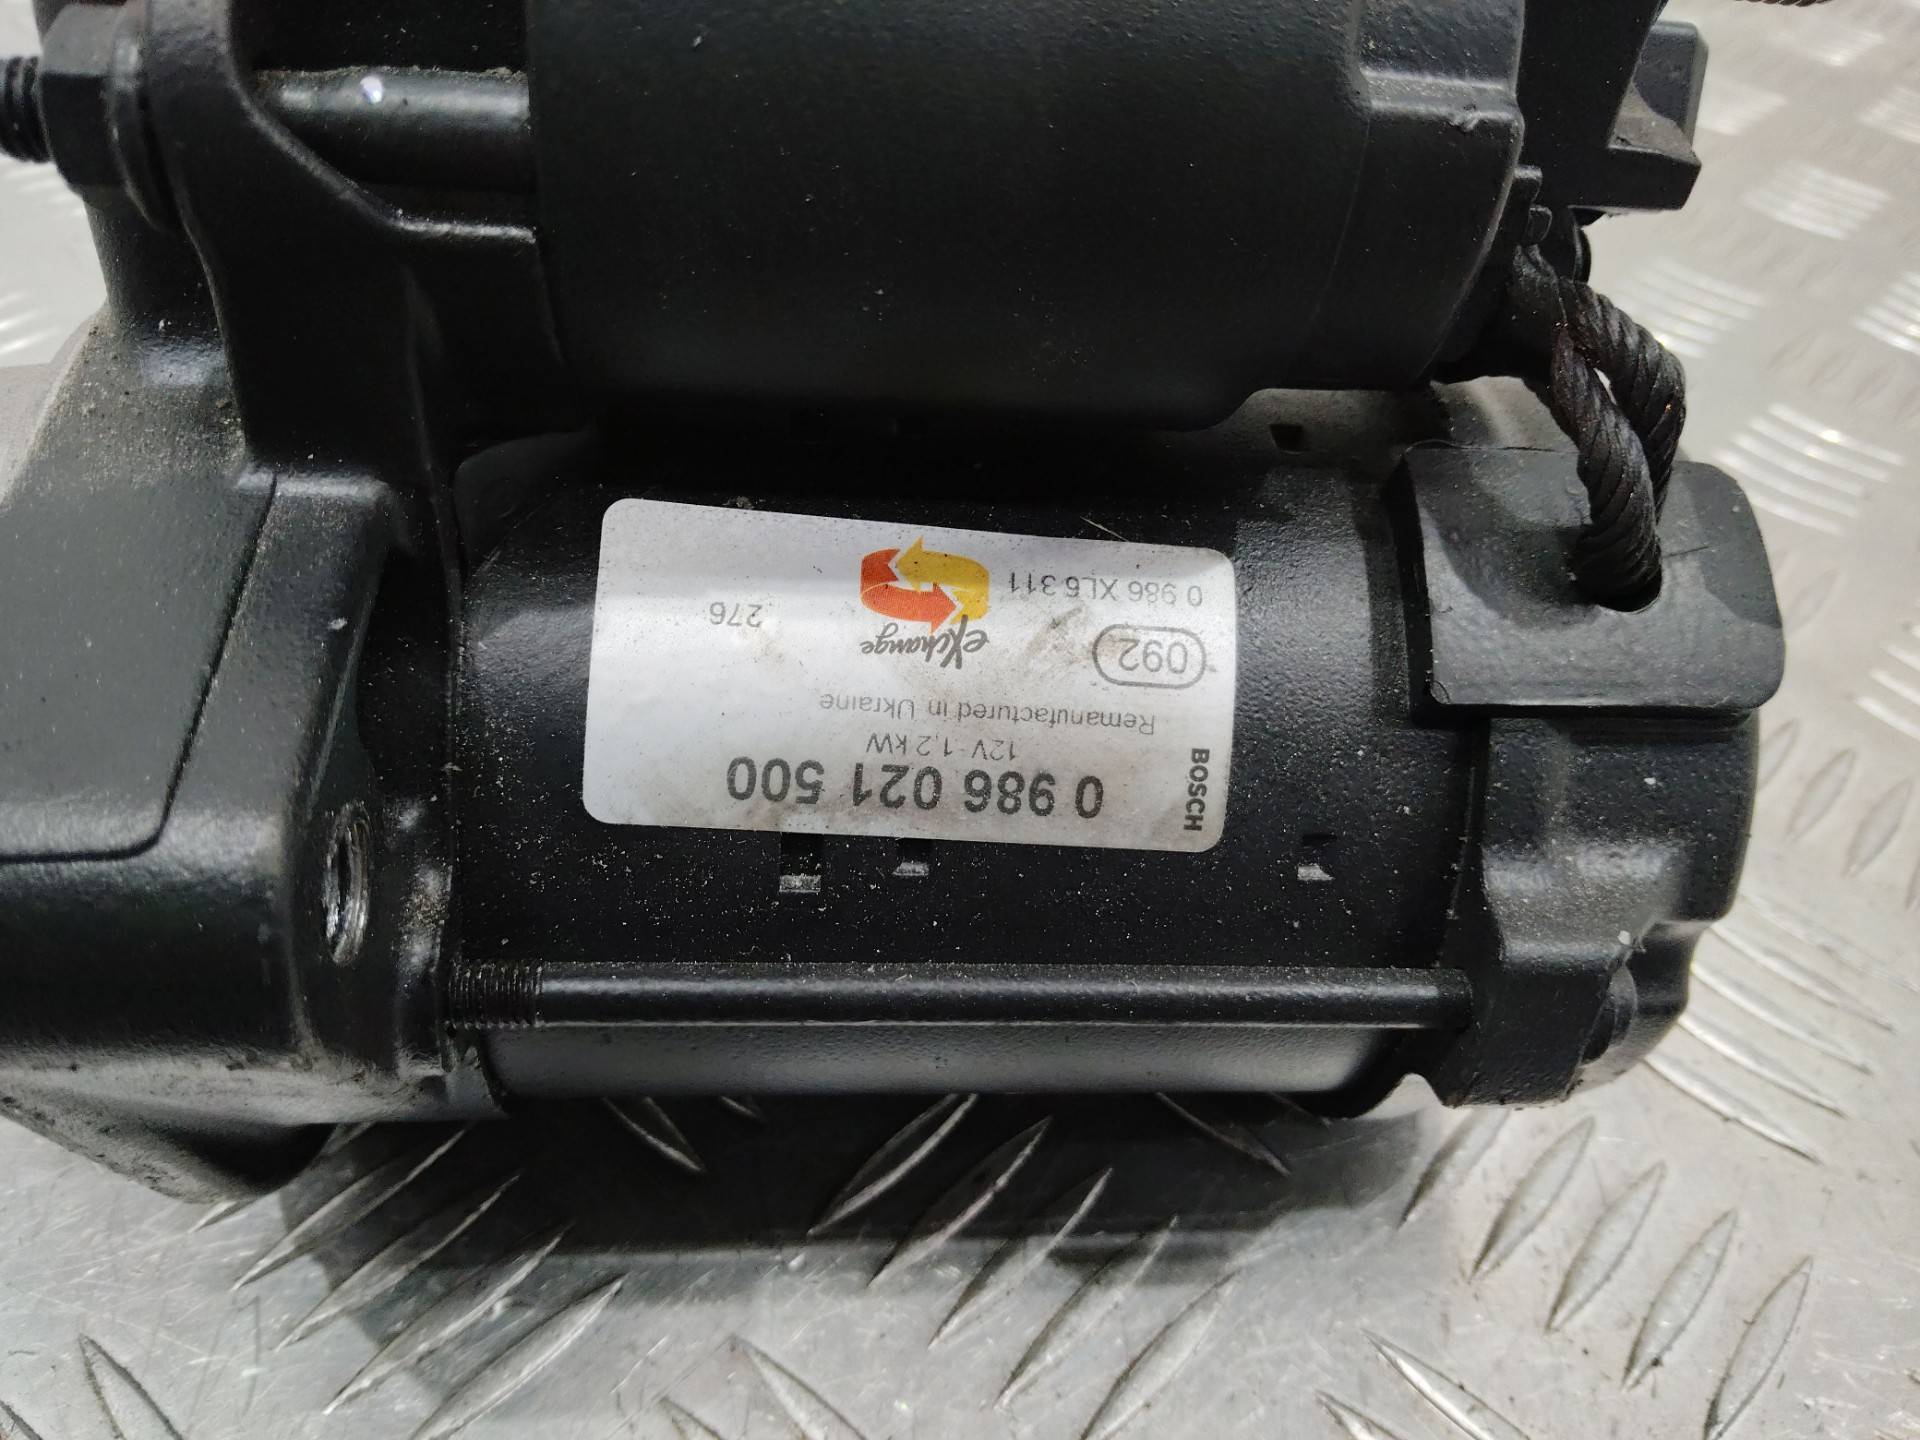 BOSCH
0 986 021 500
12V 1,2 kW
Remanufactured in Ukraine
092
eXchange
276
0 986 XL6 311